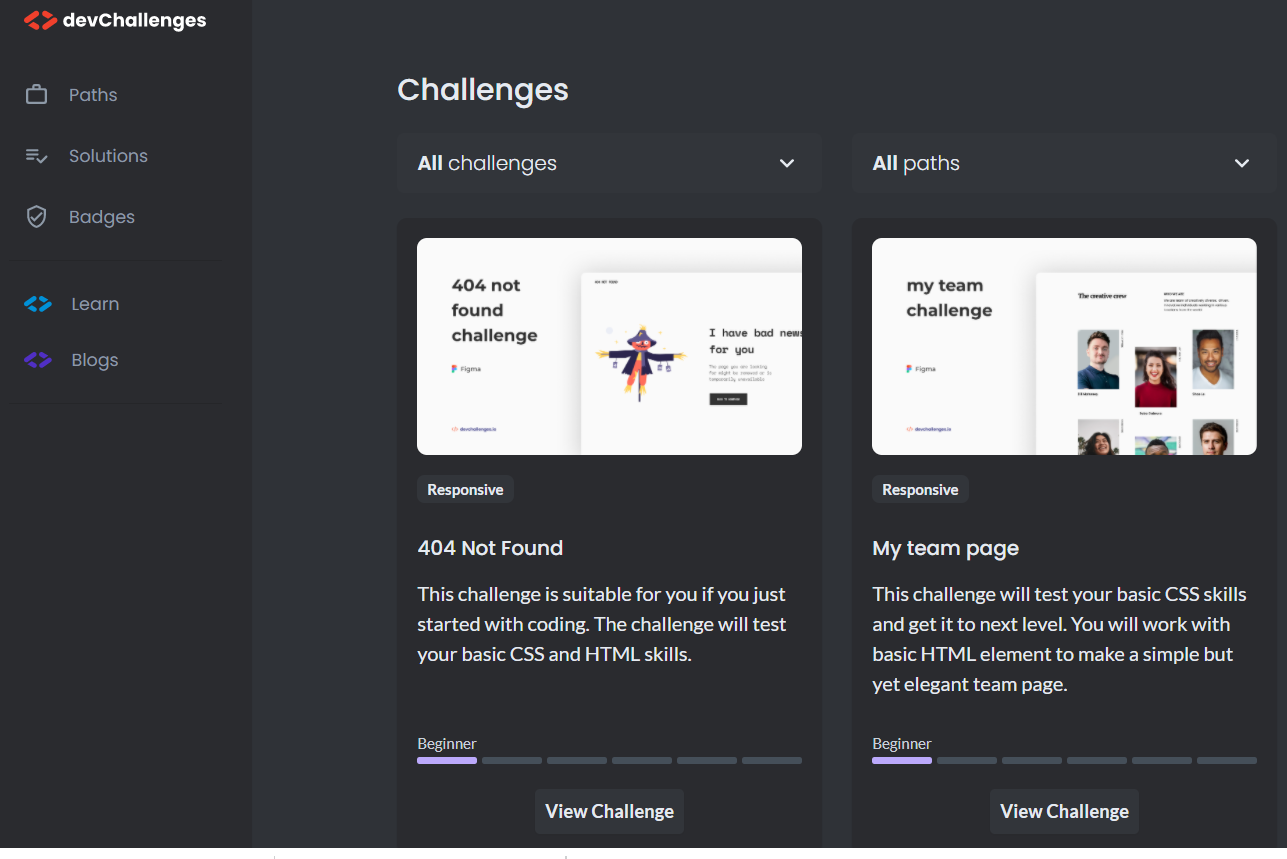 devChallenges
Paths
Solutions
Badges
Learn
Blogs
Challenges
All challenges
All paths
404 not
found
challenge
Figma
devchallenges.io
I have bad news
for you
The page you are looking
for might be removed or is
temporarily unavailable
my team
challenge
Figma
devchallenges.io
The creative crew
Responsive
404 Not Found
This challenge is suitable for you if you just
started with coding. The challenge will test
your basic CSS and HTML skills.
Beginner
View Challenge
Responsive
My team page
This challenge will test your basic CSS skills
and get it to next level. You will work with
basic HTML element to make a simple but
yet elegant team page.
Beginner
View Challenge